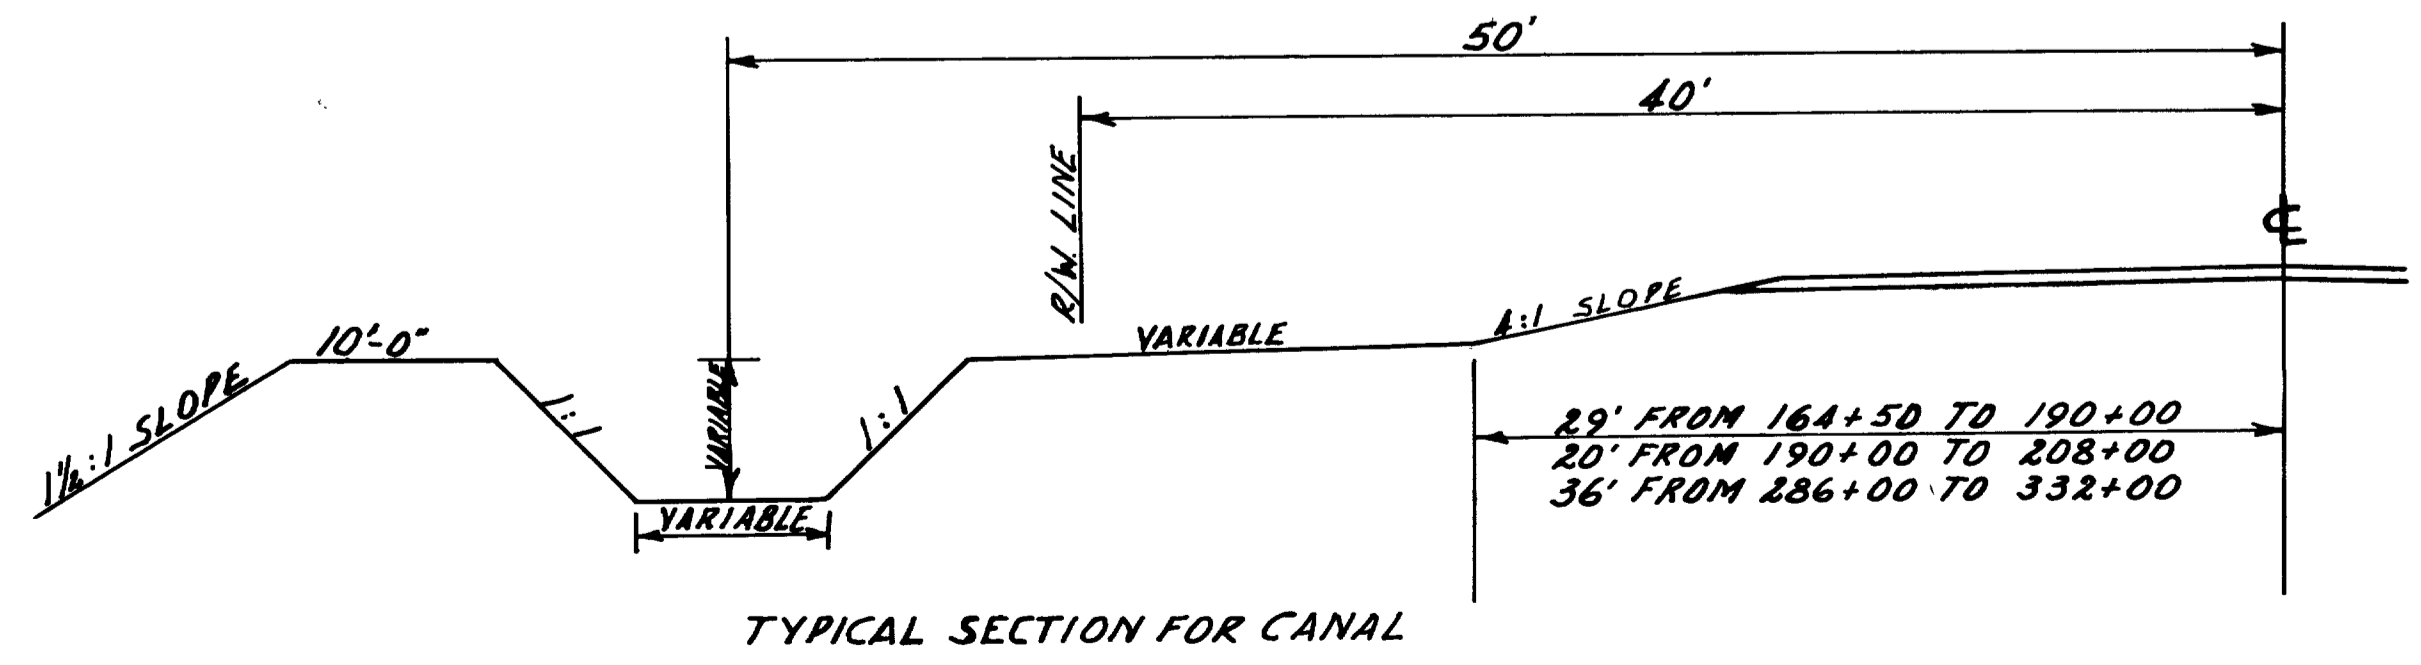 50'
40'
R/W. LINE
℄
4:1 SLOPE
VARIABLE
10'-0"
1½:1 SLOPE
1:1
VARIABLE
1:1
29' FROM 164+50 TO 190+00
20' FROM 190+00 TO 208+00
36' FROM 286+00 TO 332+00
VARIABLE
TYPICAL SECTION FOR CANAL